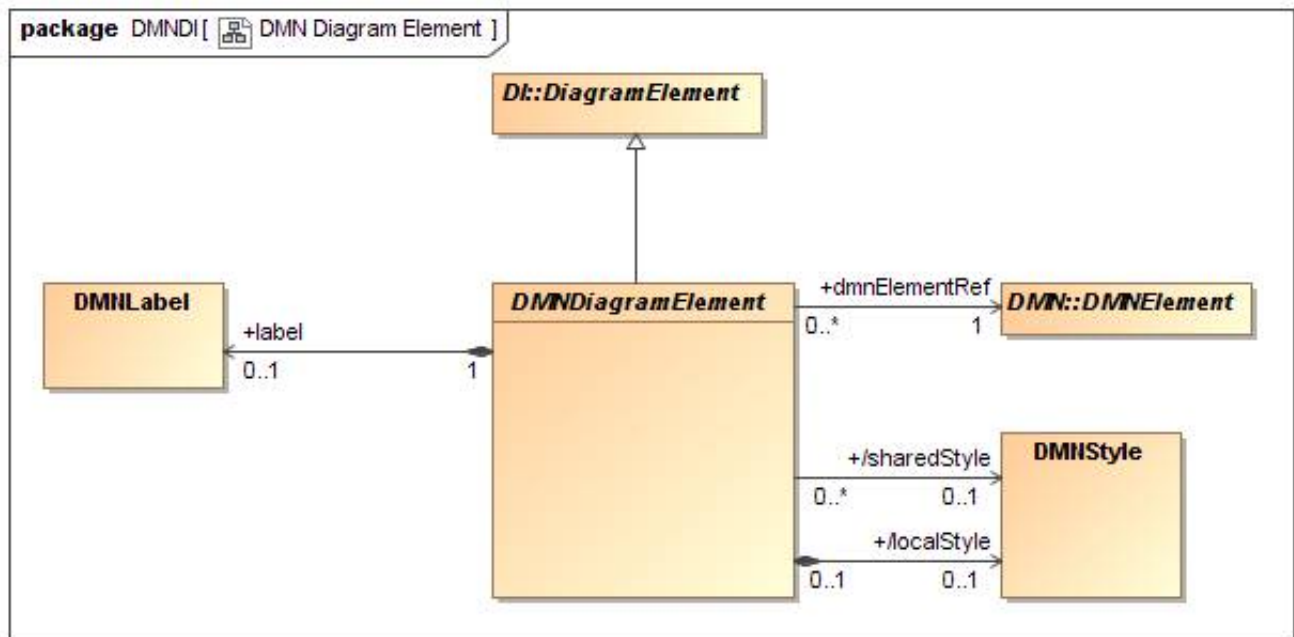 package DMNDI [ DMN Diagram Element ]
DI::DiagramElement
DMNLabel
+label
0..1
1
DMNDiagramElement
+dmnElementRef
0..*
1
DMN::DMNElement
+/sharedStyle
0..*
0..1
DMNStyle
+/localStyle
0..1
0..1